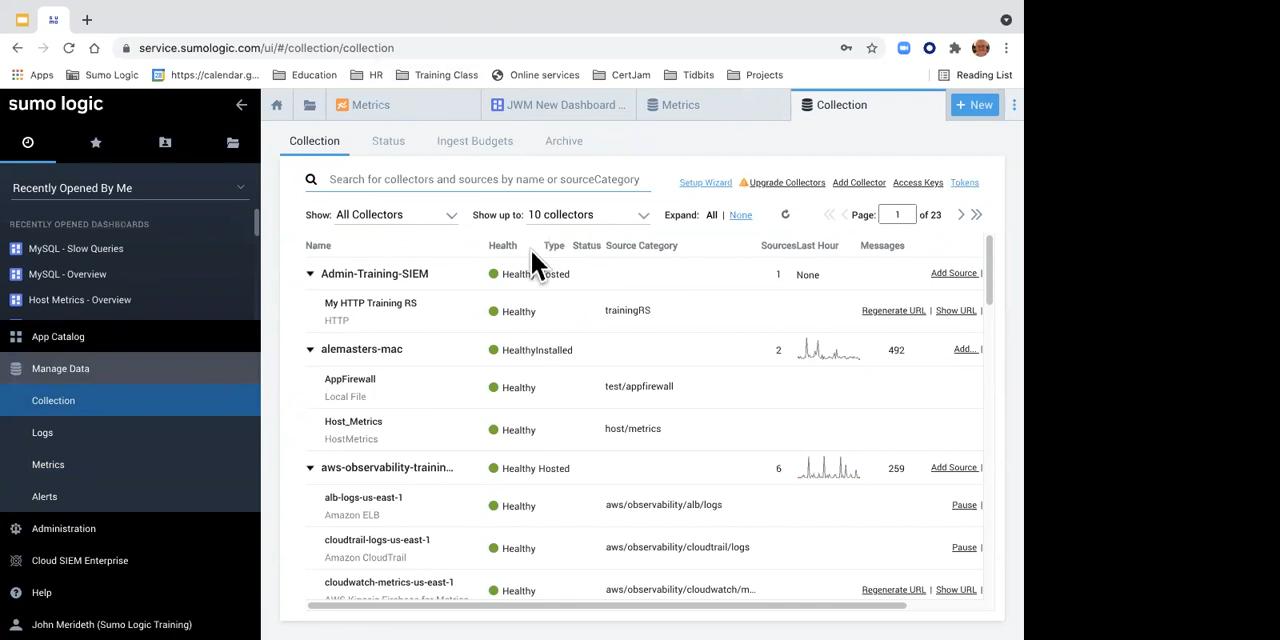 service.sumologic.com/ui/#/collection/collection
Apps Sumo Logic https://calendar.g... Education HR Training Class Online services CertJam Tidbits Projects Reading List
sumo logic
Metrics JWM New Dashboard ... Metrics Collection + New
Collection Status Ingest Budgets Archive
Recently Opened By Me
RECENTLY OPENED DASHBOARDS
MySQL - Slow Queries
MySQL - Overview
Host Metrics - Overview
App Catalog
Manage Data
Collection
Logs
Metrics
Alerts
Administration
Cloud SIEM Enterprise
Help
John Merideth (Sumo Logic Training)
Search for collectors and sources by name or sourceCategory
Setup Wizard Upgrade Collectors Add Collector Access Keys Tokens
Show: All Collectors Show up to: 10 collectors Expand: All | None Page: 1 of 23
Name Health Type Status Source Category Sources Last Hour Messages
Admin-Training-SIEM Healthy Hosted 1 None Add Source |
My HTTP Training RS
HTTP
Healthy trainingRS Regenerate URL | Show URL |
alemasters-mac Healthy Installed 2 492 Add... |
AppFirewall
Local File
Healthy test/appfirewall
Host_Metrics
HostMetrics
Healthy host/metrics
aws-observability-trainin... Healthy Hosted 6 259 Add Source |
alb-logs-us-east-1
Amazon ELB
Healthy aws/observability/alb/logs Pause |
cloudtrail-logs-us-east-1
Amazon CloudTrail
Healthy aws/observability/cloudtrail/logs Pause |
cloudwatch-metrics-us-east-1
AWS Kinesis Firehose for Metrics
Healthy aws/observability/cloudwatch/m... Regenerate URL | Show URL |